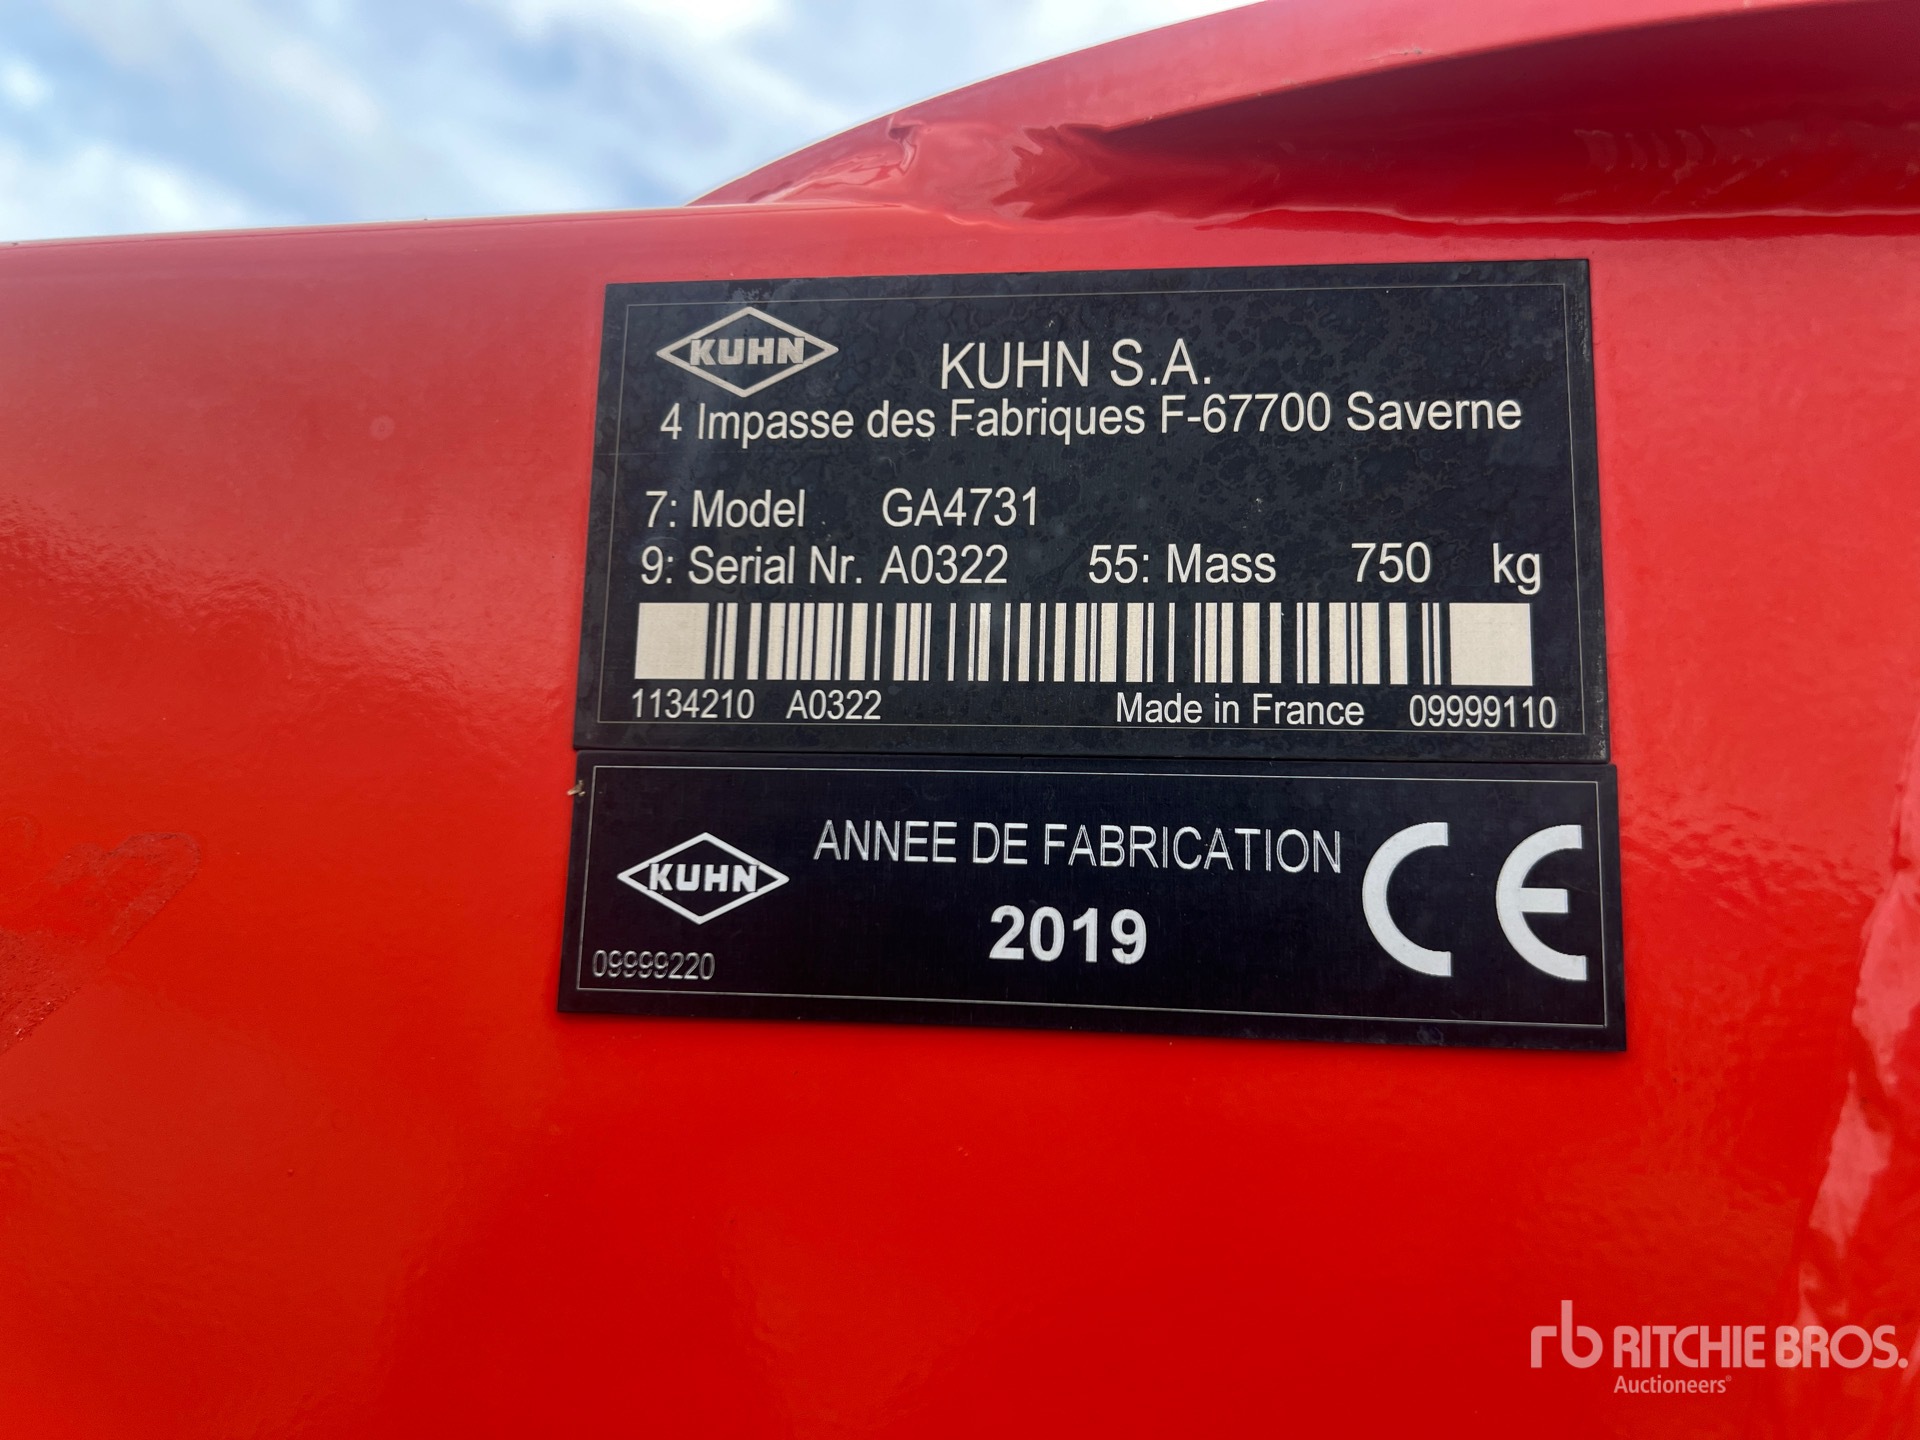 KUHN
KUHN S.A.
4 Impasse des Fabriques F-67700 Saverne
7: Model GA4731
9: Serial Nr. A0322 55: Mass 750 kg
1134210 A0322 Made in France 09999110
KUHN
ANNEE DE FABRICATION
2019
CE
09999220
rb RITCHIE BROS.
Auctioneers